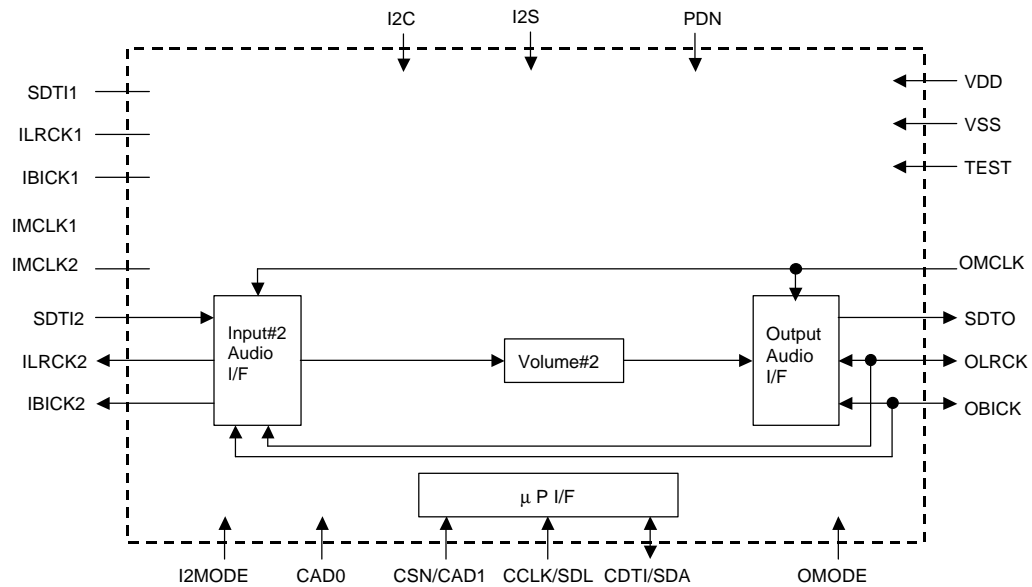 I2C I2S PDN
SDTI1
ILRCK1
IBICK1
IMCLK1
IMCLK2
SDTI2
ILRCK2
IBICK2
VDD
VSS
TEST
OMCLK
SDTO
OLRCK
OBICK
Input#2
Audio
I/F
Volume#2
Output
Audio
I/F
μ P I/F
I2MODE CAD0 CSN/CAD1 CCLK/SDL CDTI/SDA OMODE